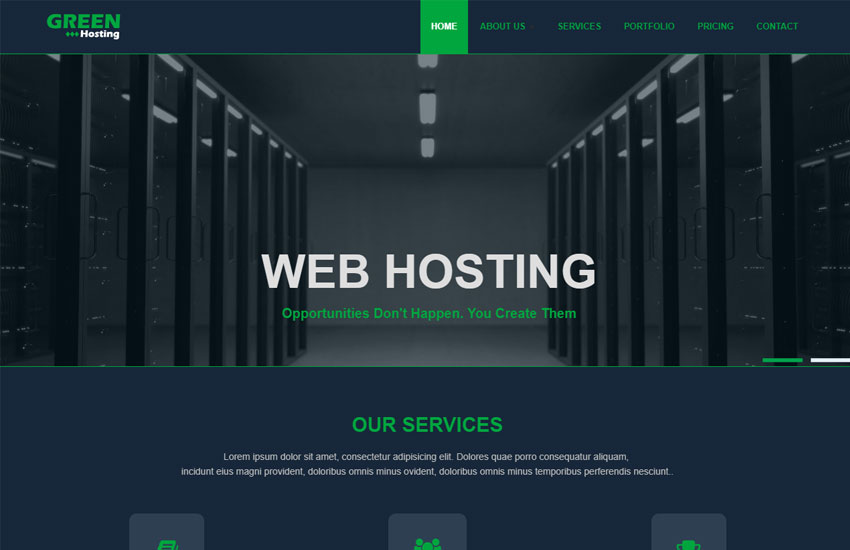 GREEN
Hosting
HOME ABOUT US SERVICES PORTFOLIO PRICING CONTACT
WEB HOSTING
Opportunities Don't Happen. You Create Them
OUR SERVICES
Lorem ipsum dolor sit amet, consectetur adipisicing elit. Dolores quae porro consequatur aliquam,
incidunt eius magni provident, doloribus omnis minus ovident, doloribus omnis minus temporibus perferendis nesciunt..